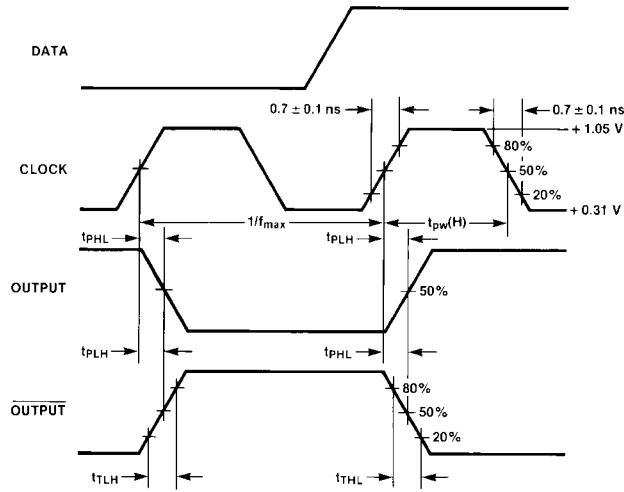 DATA
0.7 ± 0.1 ns
0.7 ± 0.1 ns
+ 1.05 V
CLOCK
80%
50%
20%
+ 0.31 V
1/fmax
tpw(H)
tPHL
tPLH
OUTPUT
50%
tPLH
tPHL
OUTPUT
80%
50%
20%
tTLH
tTHL